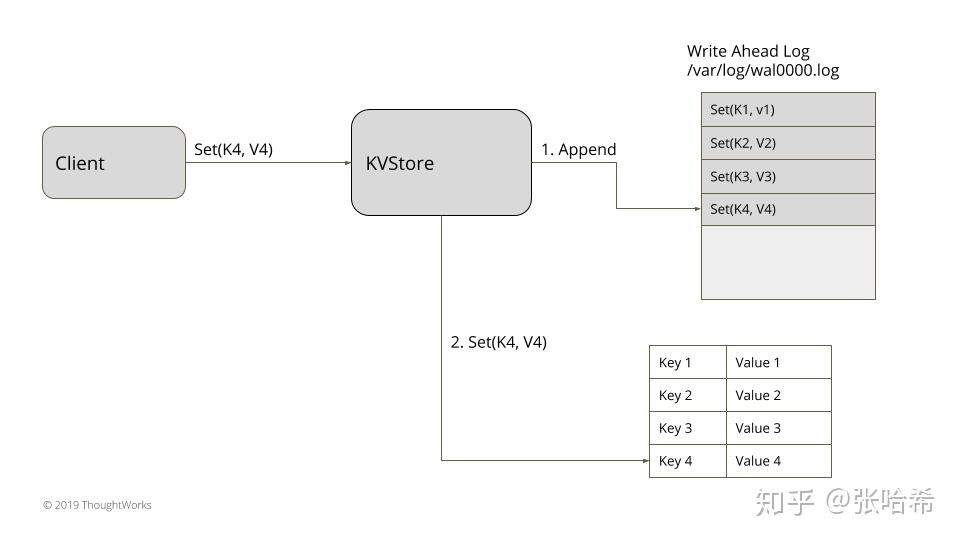 Write Ahead Log
/var/log/wal0000.log
Client
Set(K4, V4)
KVStore
1. Append
Set(K1, v1)
Set(K2, V2)
Set(K3, V3)
Set(K4, V4)
2. Set(K4, V4)
Key 1 Value 1
Key 2 Value 2
Key 3 Value 3
Key 4 Value 4
© 2019 ThoughtWorks
知乎 @张哈希